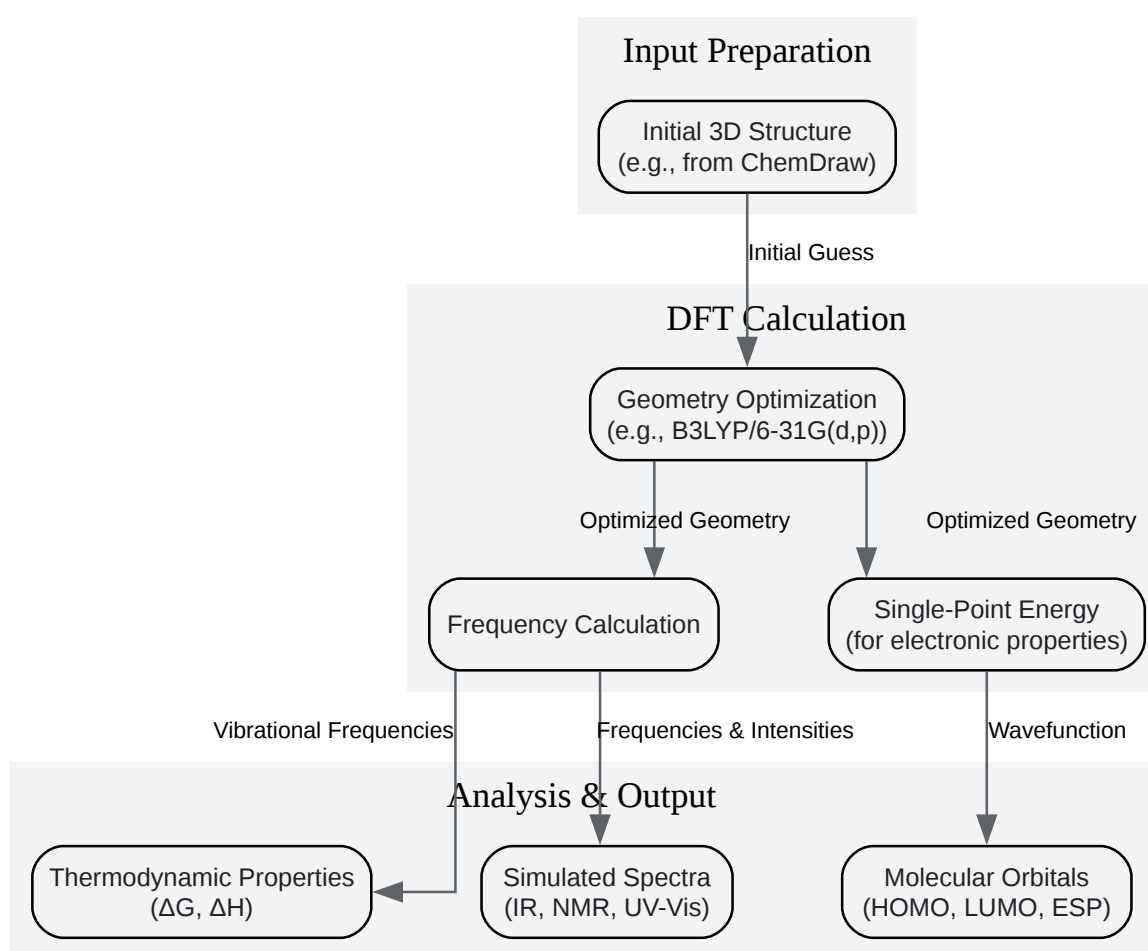 Input Preparation
Initial 3D Structure
(e.g., from ChemDraw)
Initial Guess
DFT Calculation
Geometry Optimization
(e.g., B3LYP/6-31G(d,p))
Optimized Geometry
Optimized Geometry
Frequency Calculation
Single-Point Energy
(for electronic properties)
Vibrational Frequencies
Frequencies & Intensities
Wavefunction
Analysis & Output
Thermodynamic Properties
(ΔG, ΔH)
Simulated Spectra
(IR, NMR, UV-Vis)
Molecular Orbitals
(HOMO, LUMO, ESP)